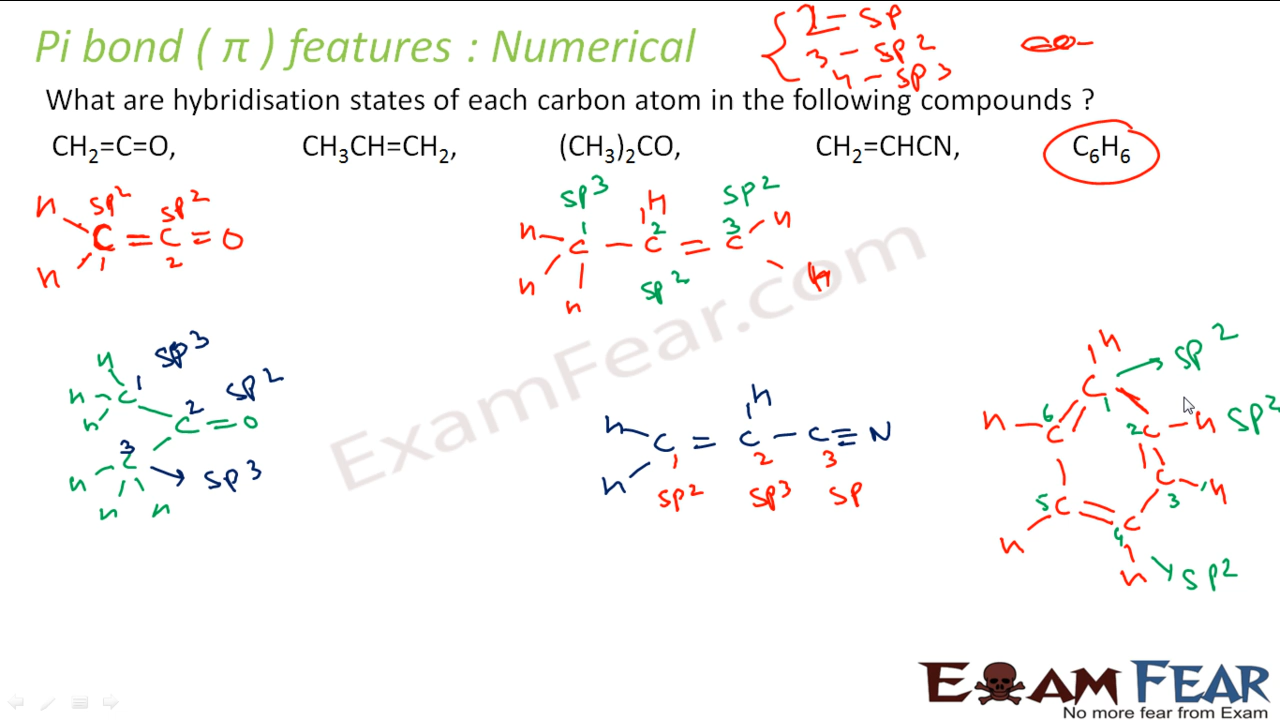 Pi bond ( π ) features : Numerical
2 – sp
3 – sp2
4 – sp3
What are hybridisation states of each carbon atom in the following compounds ?
CH₂=C=O, CH₃CH=CH₂, (CH₃)₂CO, CH₂=CHCN, C₆H₆
H sp² sp²
C = C = O
H 1 2
sp³ H sp²
1 2 3 H
H C – C = C
H H sp² H
H sp³
H C 1 2 sp²
H C = O
3
H C sp³
H H
H H
C = C – C ≡ N
H 1 2 3
sp² sp³ sp
H sp²
C 1
H 6 C 2 C H sp²
5 C C 3 H
H C 4
H sp²
ExamFear.com
EXAM FEAR
No more fear from Exam